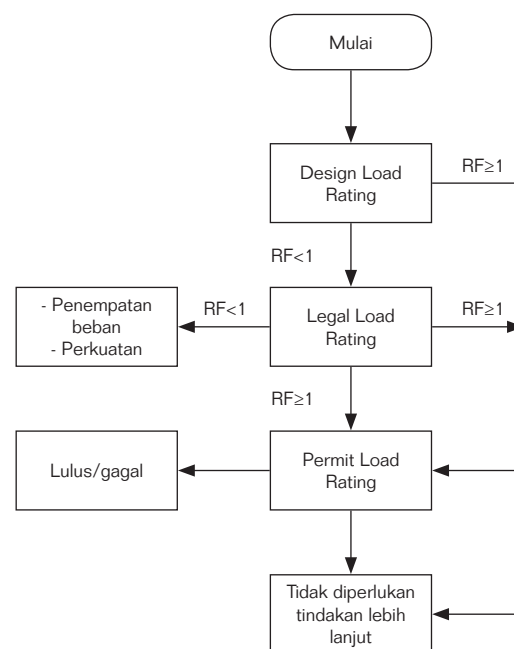 Mulai
Design Load
Rating
RF≥1
RF<1
- Penempatan
beban
- Perkuatan
RF<1
Legal Load
Rating
RF≥1
RF≥1
Lulus/gagal
Permit Load
Rating
Tidak diperlukan
tindakan lebih
lanjut